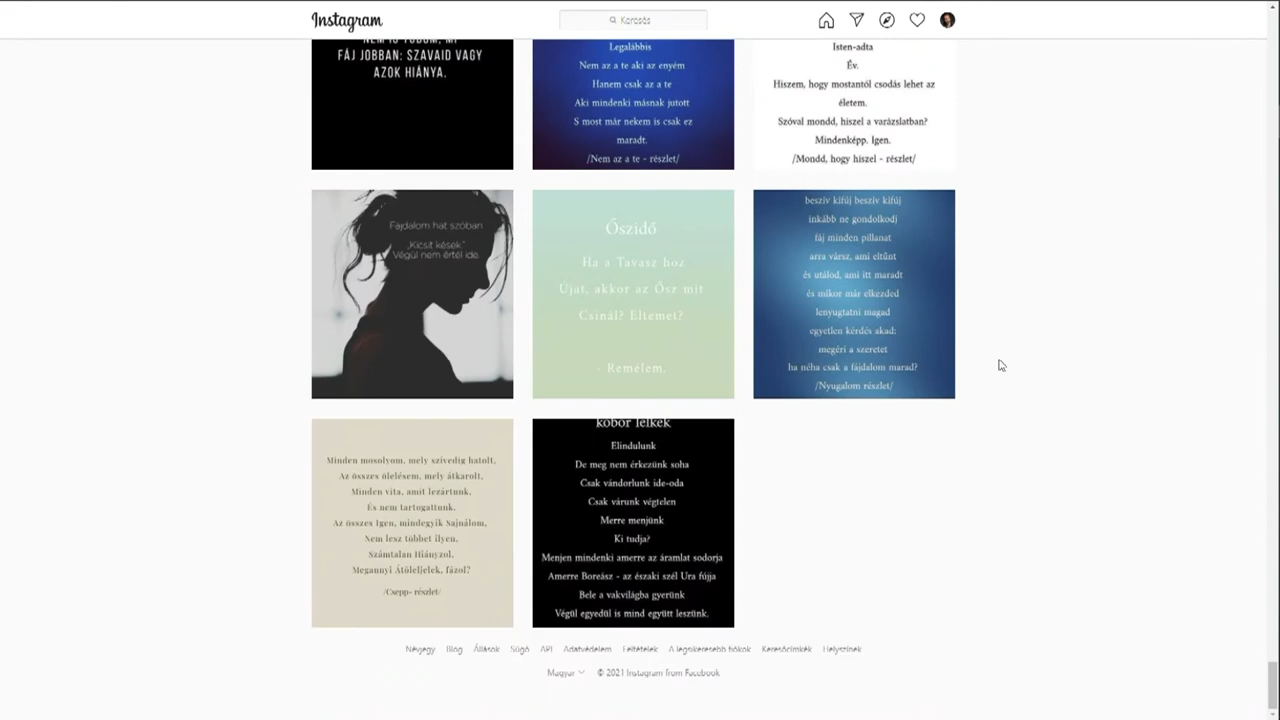 Instagram
Keresés
NEM IS TUDOM, MI
FÁJ JOBBAN: SZAVAID VAGY
AZOK HIÁNYA.
Legalábbis
Nem az a te aki az enyém
Hanem csak az a te
Aki mindenki másnak jutott
S most már nekem is csak ez
maradt.
/Nem az a te - részlet/
Isten-adta
Év.
Hiszem, hogy mostantól csodás lehet az
életem.
Szóval mondd, hiszel a varázslatban?
Mindenképp. Igen.
/Mondd, hogy hiszel - részlet/
Fájdalom hat szóban
„Kicsit kések."
Végül nem értél ide.
Őszidő
Ha a Tavasz hoz
Újat, akkor az Ősz mit
Csinál? Eltemet?
- Remélem.
beszív kifúj beszív kifúj
inkább ne gondolkodj
fáj minden pillanat
arra vársz, ami eltűnt
és utálod, ami itt maradt
és mikor már elkezded
lenyugtatni magad
egyetlen kérdés akad:
megéri a szeretet
ha néha csak a fájdalom marad?
/Nyugalom részlet/
Minden mosolyom, mely szívedig hatolt,
Az összes ölelésem, mely átkarolt,
Minden vita, amit lezártunk,
És nem tartogattunk.
Az összes Igen, mindegyik Sajnálom,
Nem lesz többet ilyen,
Számtalan Hiányzol,
Megannyi Átöleljelek, fázol?
/Csepp- részlet/
kóbor lelkek
Elindulunk
De meg nem érkezünk soha
Csak vándorlunk ide-oda
Csak várunk végtelen
Merre menjünk
Ki tudja?
Menjen mindenki amerre az áramlat sodorja
Amerre Boreász - az északi szél Ura fújja
Bele a vakvilágba gyerünk
Végül egyedül is mind együtt leszünk.
Névjegy Blog Állások Súgó API Adatvédelem Feltételek A legsikeresebb fiókok Keresőcímkék Helyszínek
Magyar © 2021 Instagram from Facebook